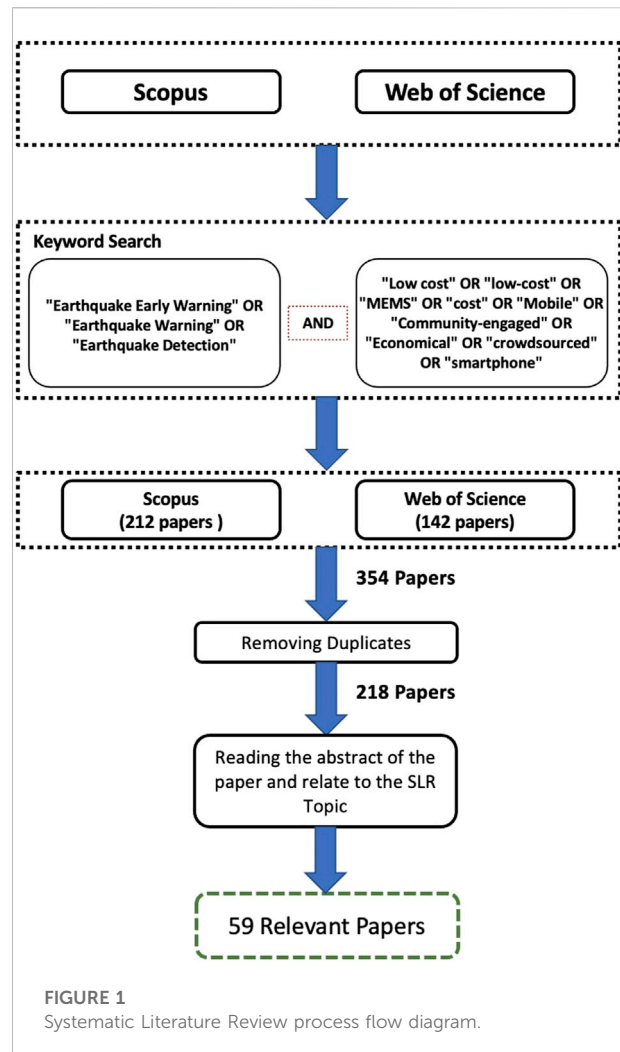 Scopus
Web of Science
Keyword Search
"Earthquake Early Warning" OR
"Earthquake Warning" OR
"Earthquake Detection"
AND
"Low cost" OR "low-cost" OR
"MEMS" OR "cost" OR "Mobile" OR
"Community-engaged" OR
"Economical" OR "crowdsourced"
OR "smartphone"
Scopus
(212 papers )
Web of Science
(142 papers)
354 Papers
Removing Duplicates
218 Papers
Reading the abstract of the
paper and relate to the SLR
Topic
59 Relevant Papers
FIGURE 1
Systematic Literature Review process flow diagram.